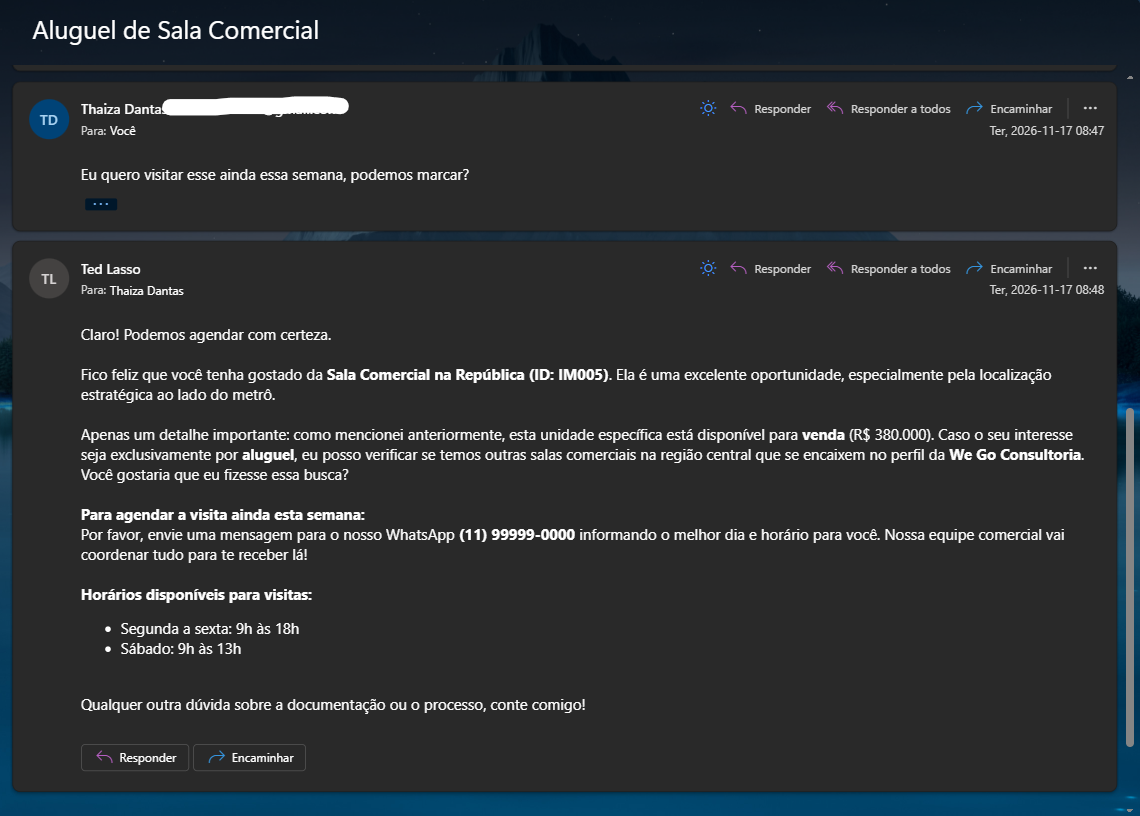 Aluguel de Sala Comercial
TD
Thaiza Dantas
Responder
Responder a todos
Encaminhar
Para: Você
Ter, 2026-11-17 08:47
Eu quero visitar esse ainda essa semana, podemos marcar?
TL
Ted Lasso
Responder
Responder a todos
Encaminhar
Para: Thaiza Dantas
Ter, 2026-11-17 08:48
Claro! Podemos agendar com certeza.
Fico feliz que você tenha gostado da Sala Comercial na República (ID: IM005). Ela é uma excelente oportunidade, especialmente pela localização
estratégica ao lado do metrô.
Apenas um detalhe importante: como mencionei anteriormente, esta unidade específica está disponível para venda (R$ 380.000). Caso o seu interesse
seja exclusivamente por aluguel, eu posso verificar se temos outras salas comerciais na região central que se encaixem no perfil da We Go Consultoria.
Você gostaria que eu fizesse essa busca?
Para agendar a visita ainda esta semana:
Por favor, envie uma mensagem para o nosso WhatsApp (11) 99999-0000 informando o melhor dia e horário para você. Nossa equipe comercial vai
coordenar tudo para te receber lá!
Horários disponíveis para visitas:
• Segunda a sexta: 9h às 18h
• Sábado: 9h às 13h
Qualquer outra dúvida sobre a documentação ou o processo, conte comigo!
Responder
Encaminhar